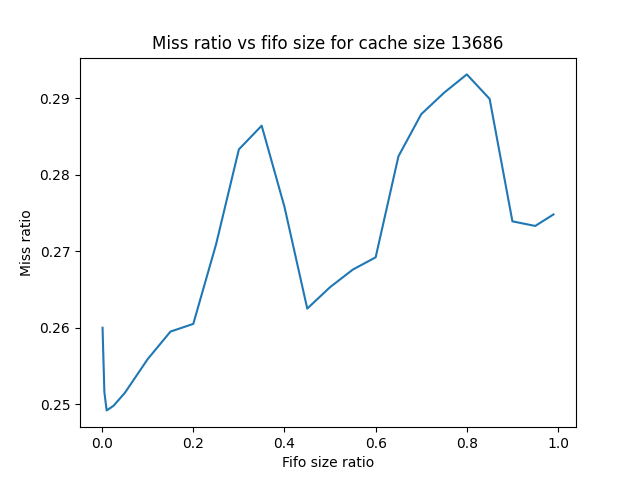 Miss ratio vs fifo size for cache size 13686
0.29
0.28
0.27
0.26
0.25
Miss ratio
0.0 0.2 0.4 0.6 0.8 1.0
Fifo size ratio